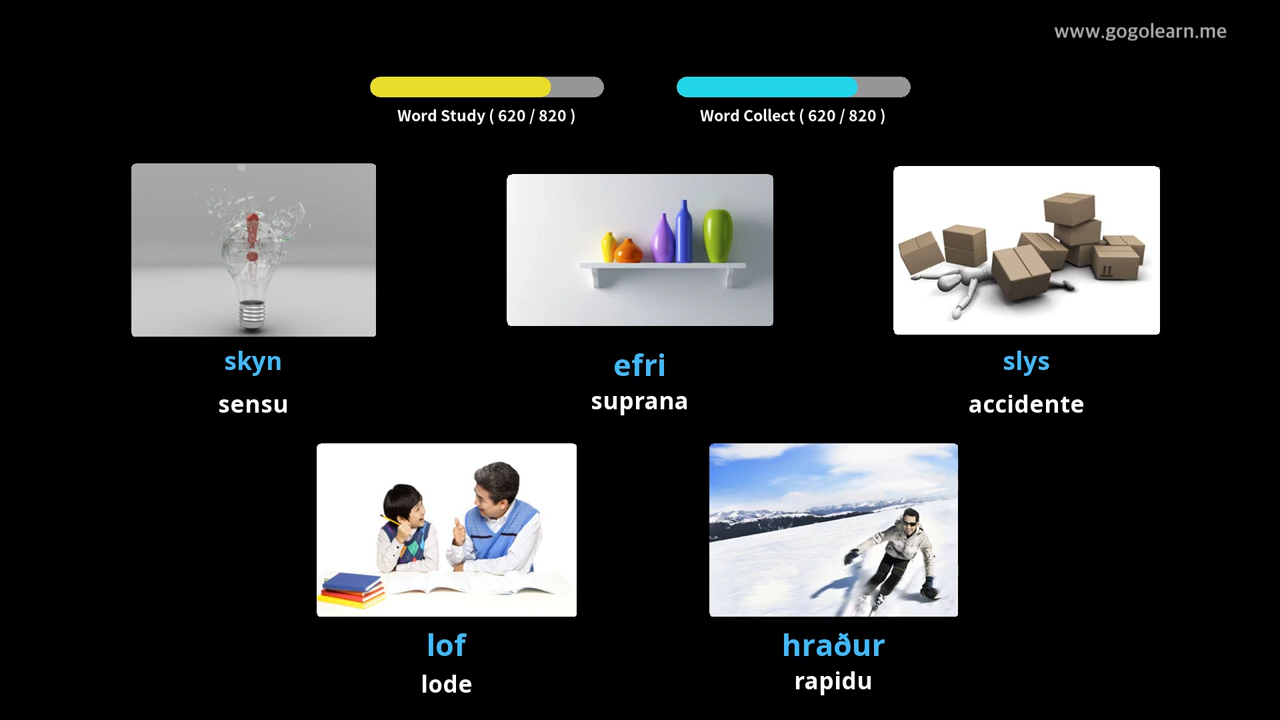 www.gogolearn.me
Word Study ( 620 / 820 )
Word Collect ( 620 / 820 )
skyn
sensu
efri
suprana
slys
accidente
lof
lode
hraður
rapidu